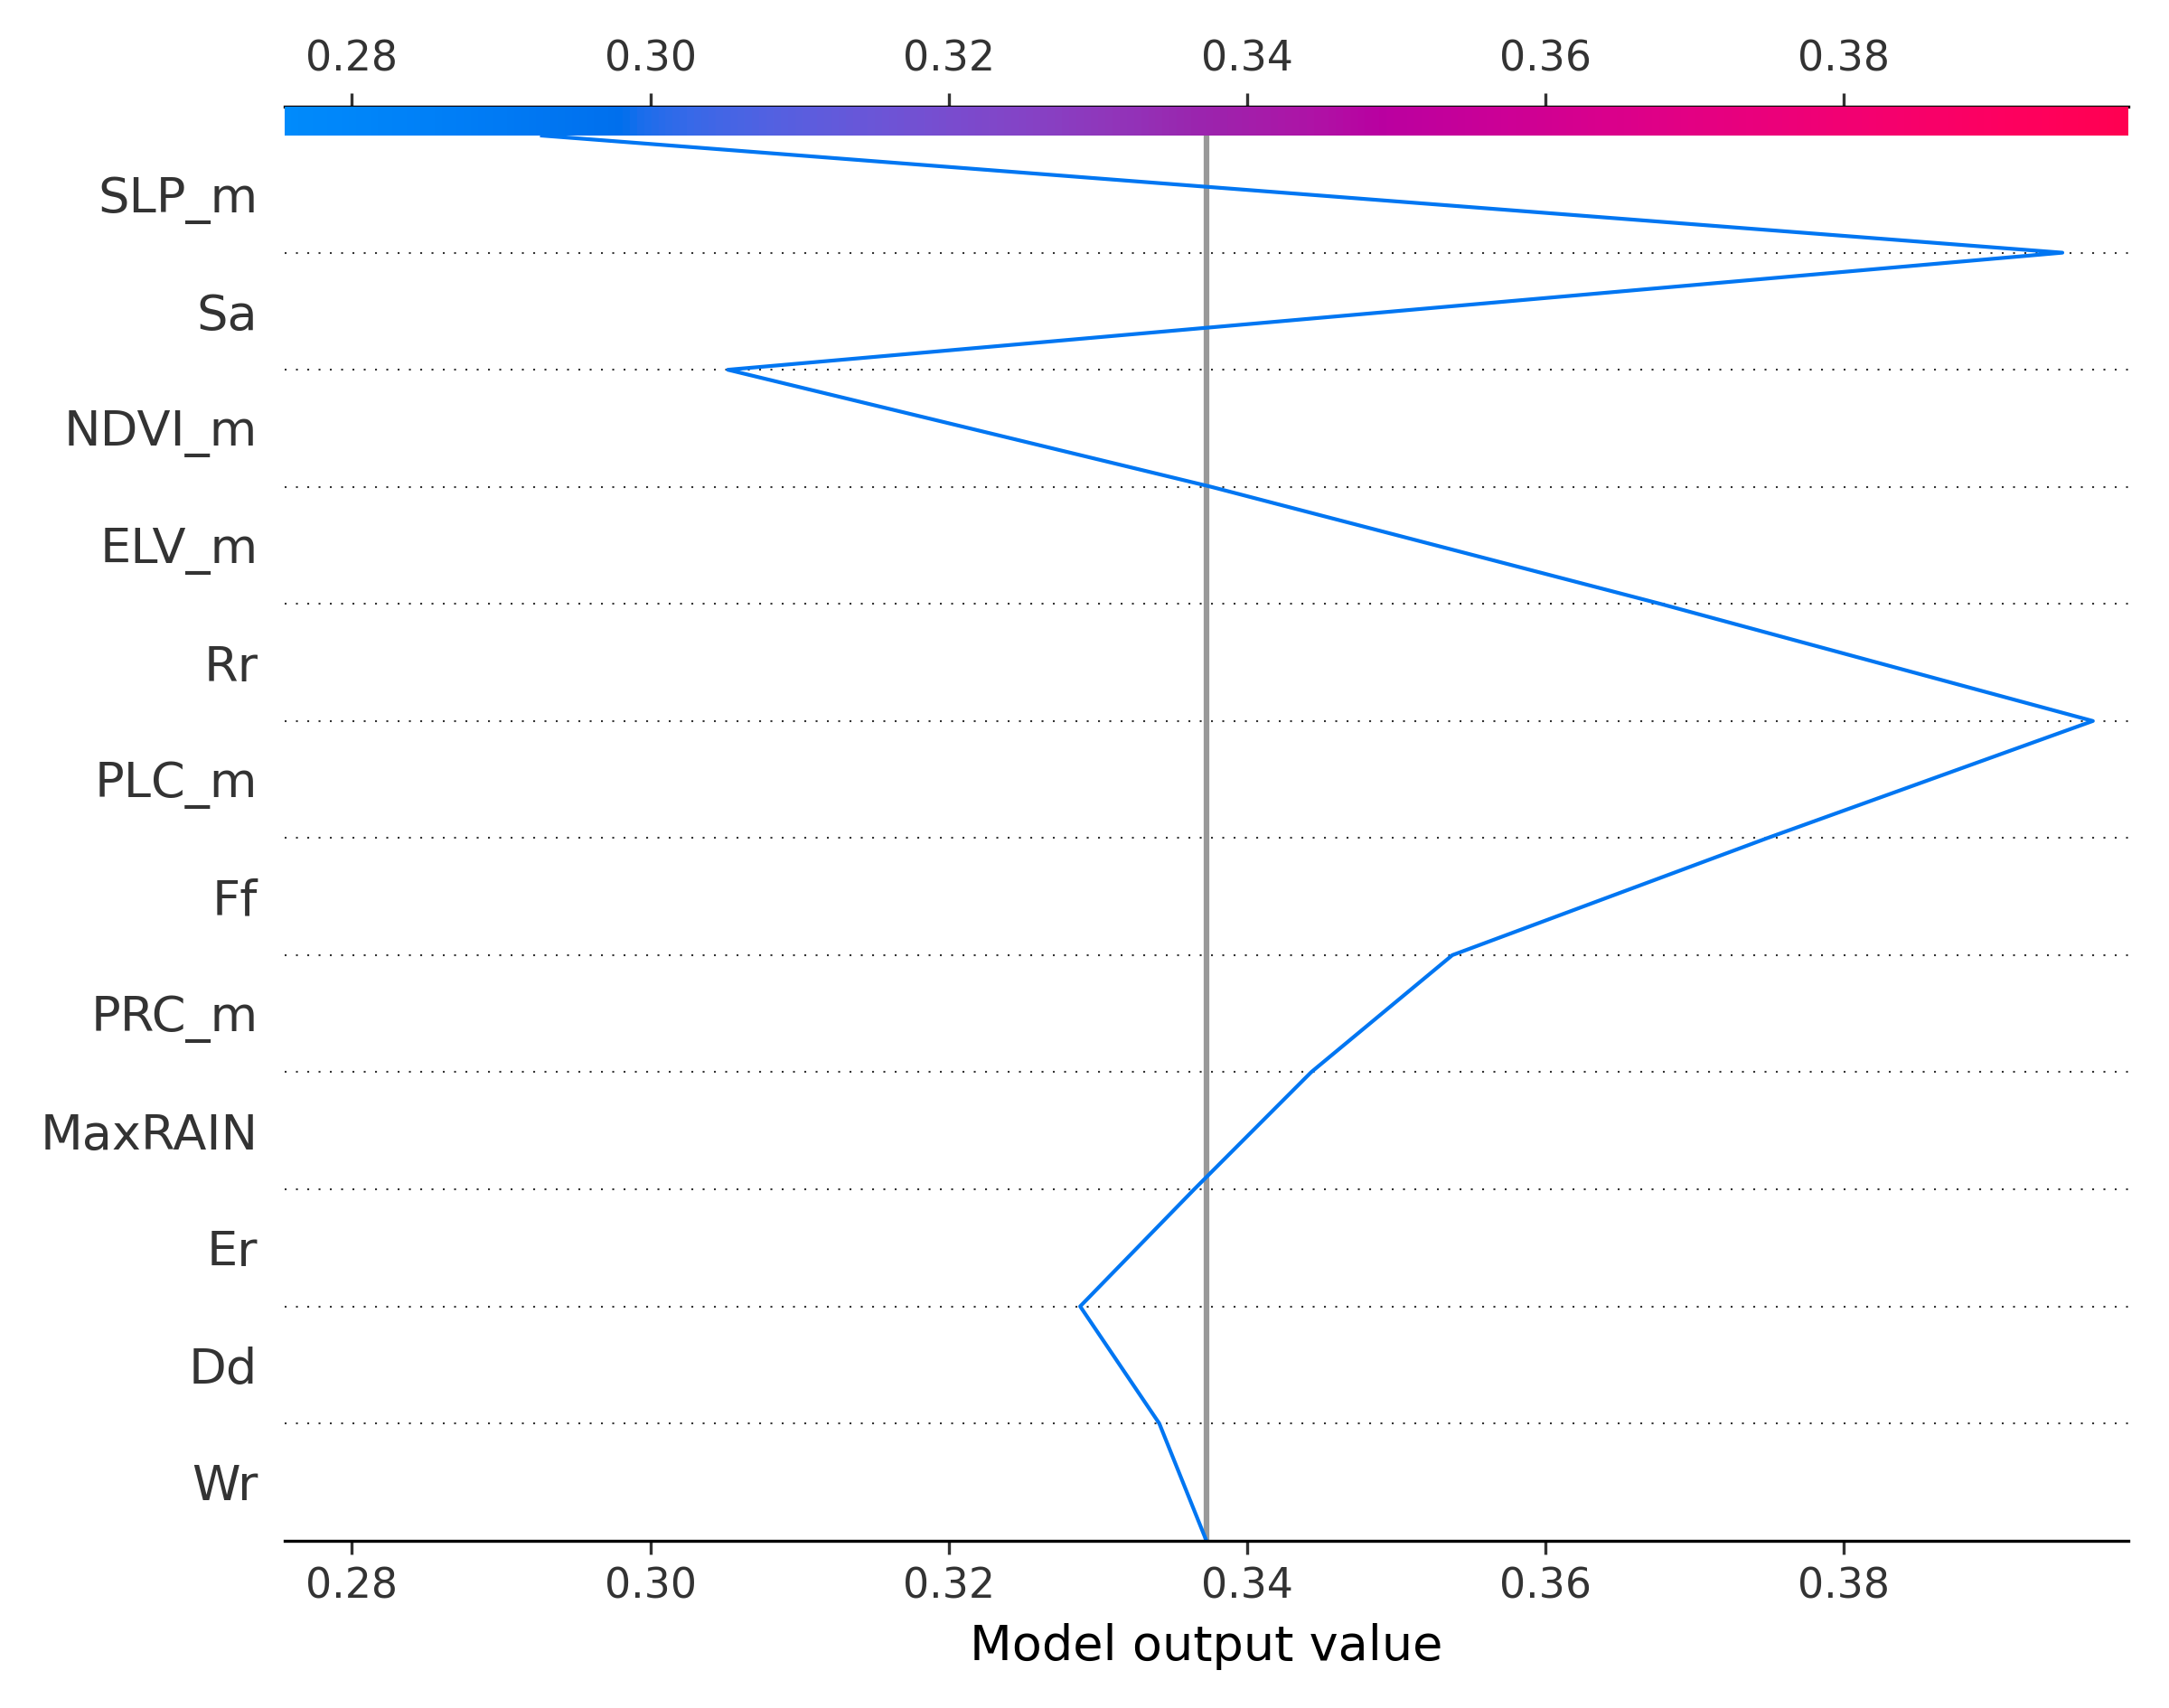 0.28 0.30 0.32 0.34 0.36 0.38
SLP_m
Sa
NDVI_m
ELV_m
Rr
PLC_m
Ff
PRC_m
MaxRAIN
Er
Dd
Wr
0.28 0.30 0.32 0.34 0.36 0.38
Model output value